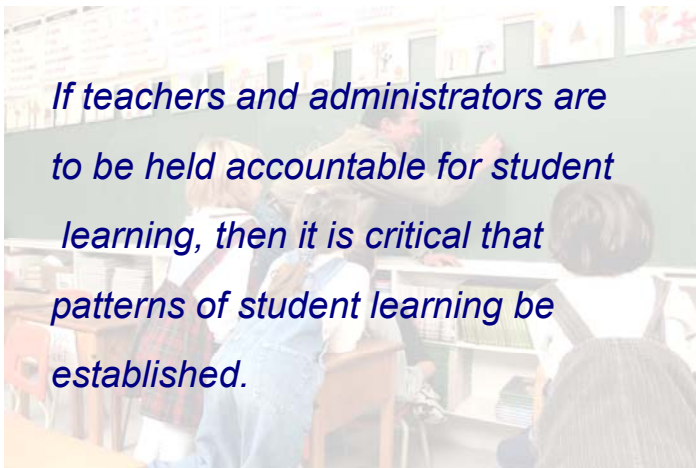 If teachers and administrators are
to be held accountable for student
learning, then it is critical that
patterns of student learning be
established.